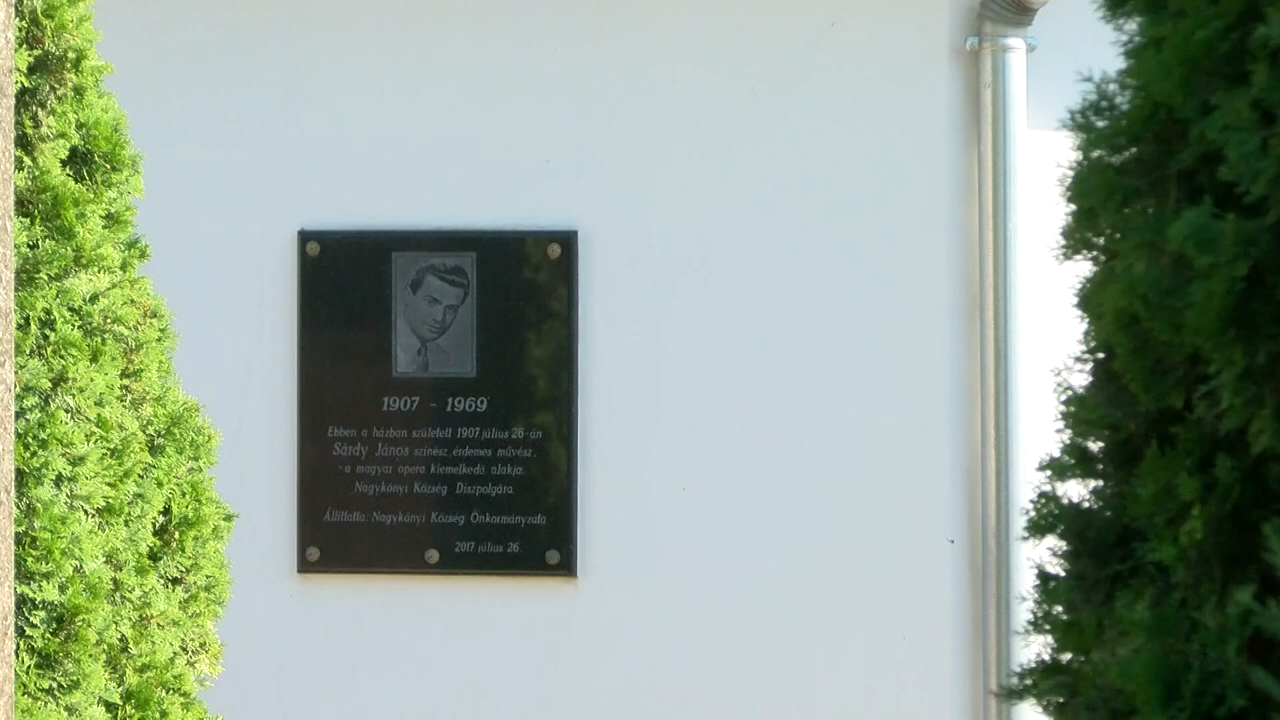 1907 - 1969
Ebben a házban született 1907.július 26-án
Sárdy János színész, érdemes művész,
a magyar opera kiemelkedő alakja.
Nagykónyi Község Díszpolgára.
Állíttatta: Nagykónyi Község Önkormányzata
2017 július 26.